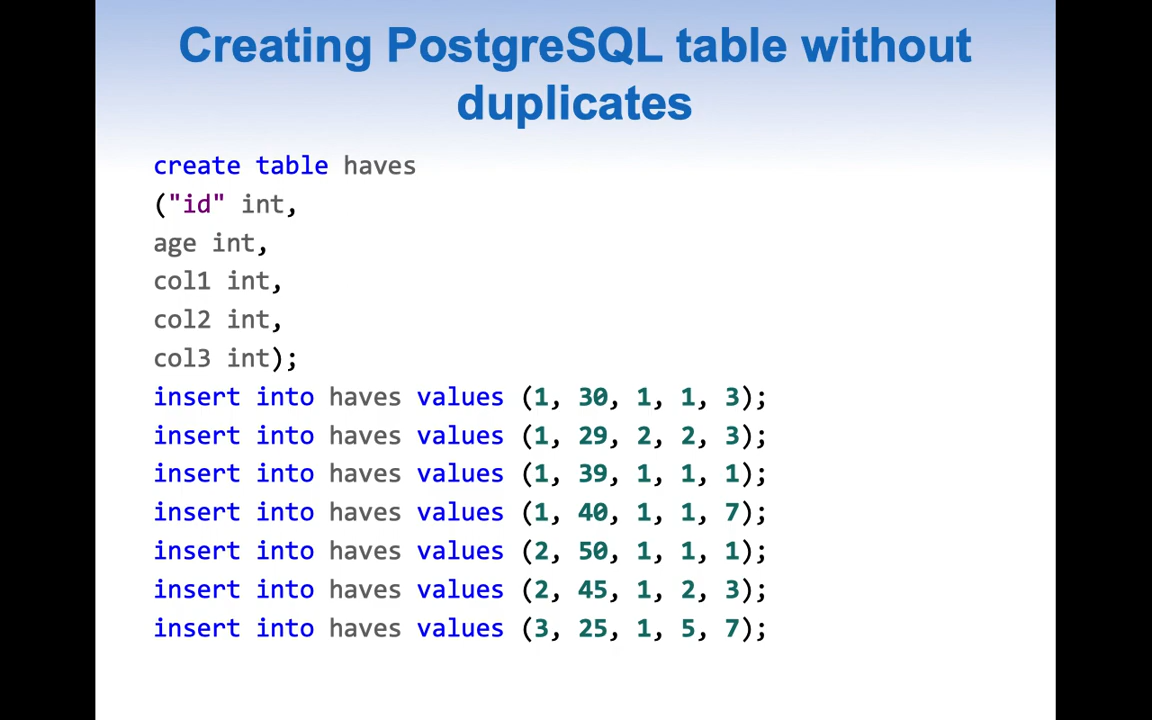 Creating PostgreSQL table without
duplicates
create table haves
("id" int,
age int,
col1 int,
col2 int,
col3 int);
insert into haves values (1, 30, 1, 1, 3);
insert into haves values (1, 29, 2, 2, 3);
insert into haves values (1, 39, 1, 1, 1);
insert into haves values (1, 40, 1, 1, 7);
insert into haves values (2, 50, 1, 1, 1);
insert into haves values (2, 45, 1, 2, 3);
insert into haves values (3, 25, 1, 5, 7);